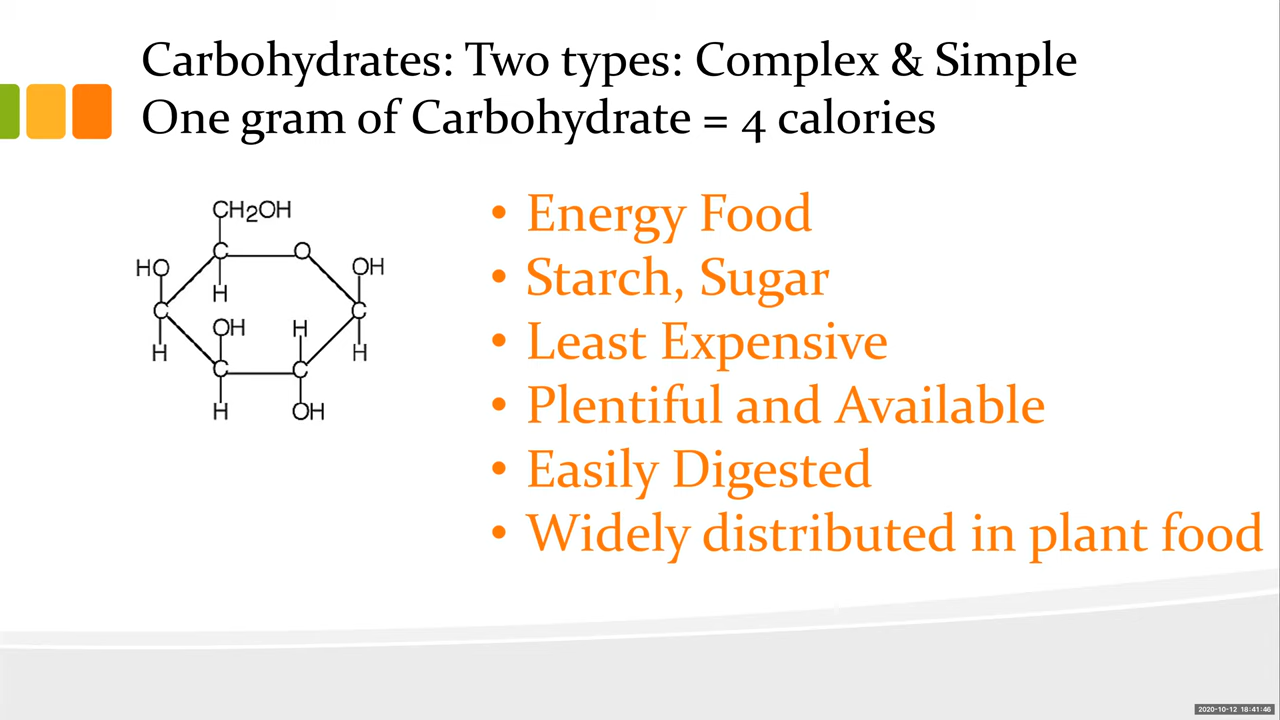 Carbohydrates: Two types: Complex & Simple
One gram of Carbohydrate = 4 calories
CH2OH
C O
HO OH
H
C C
OH H
H H
C C
H OH
• Energy Food
• Starch, Sugar
• Least Expensive
• Plentiful and Available
• Easily Digested
• Widely distributed in plant food
2020-10-12 18:41:46